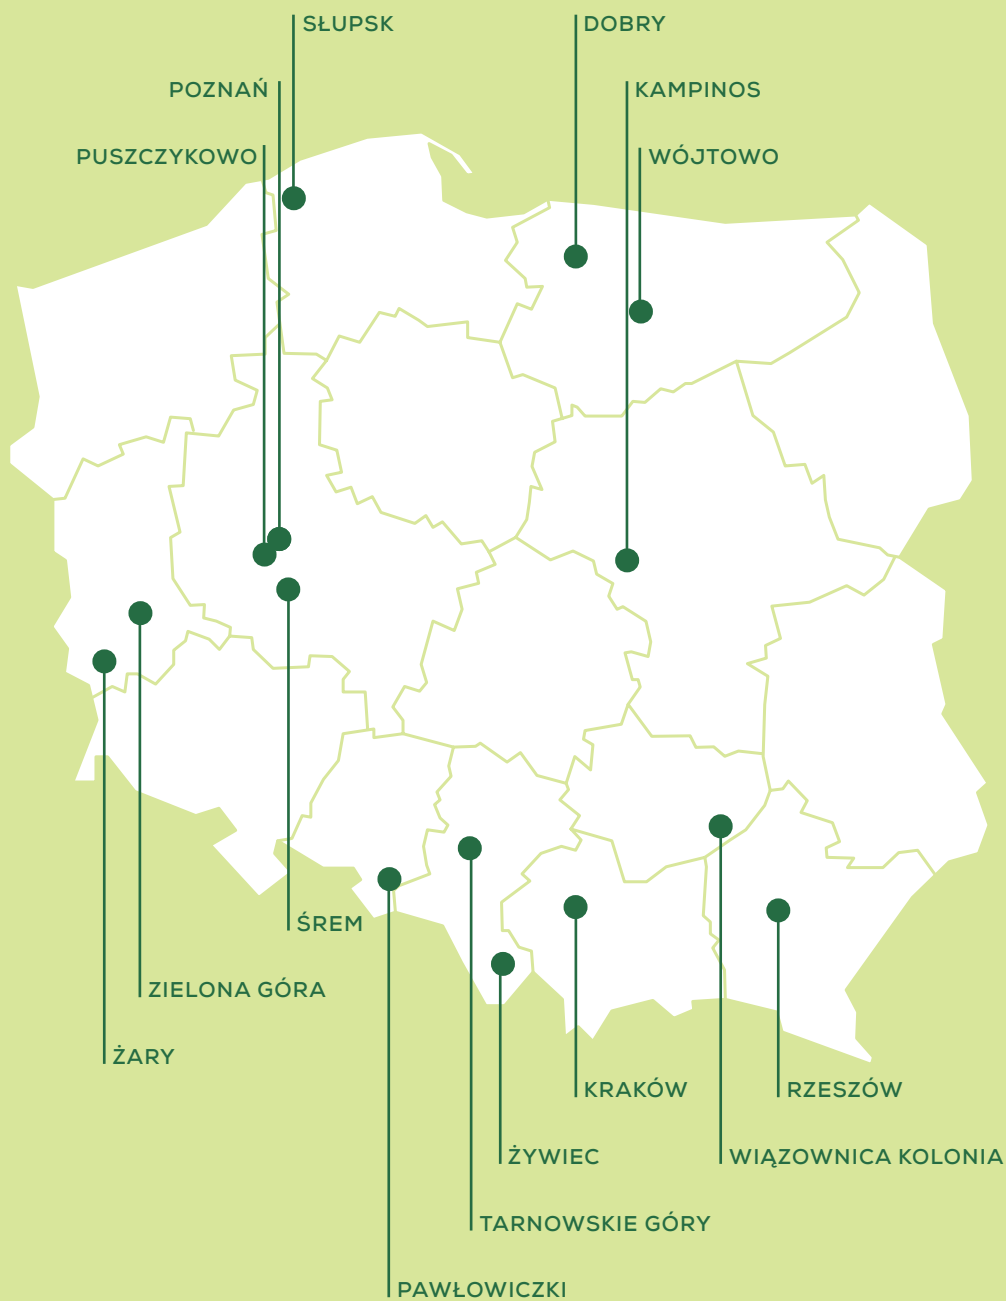 SŁUPSK
DOBRY
POZNAŃ
KAMPINOS
PUSZCZYKOWO
WÓJTOWO
ŚREM
ZIELONA GÓRA
ŻARY
KRAKÓW
RZESZÓW
ŻYWIEC
WIĄZOWNICA KOLONIA
TARNOWSKIE GÓRY
PAWŁOWICZKI